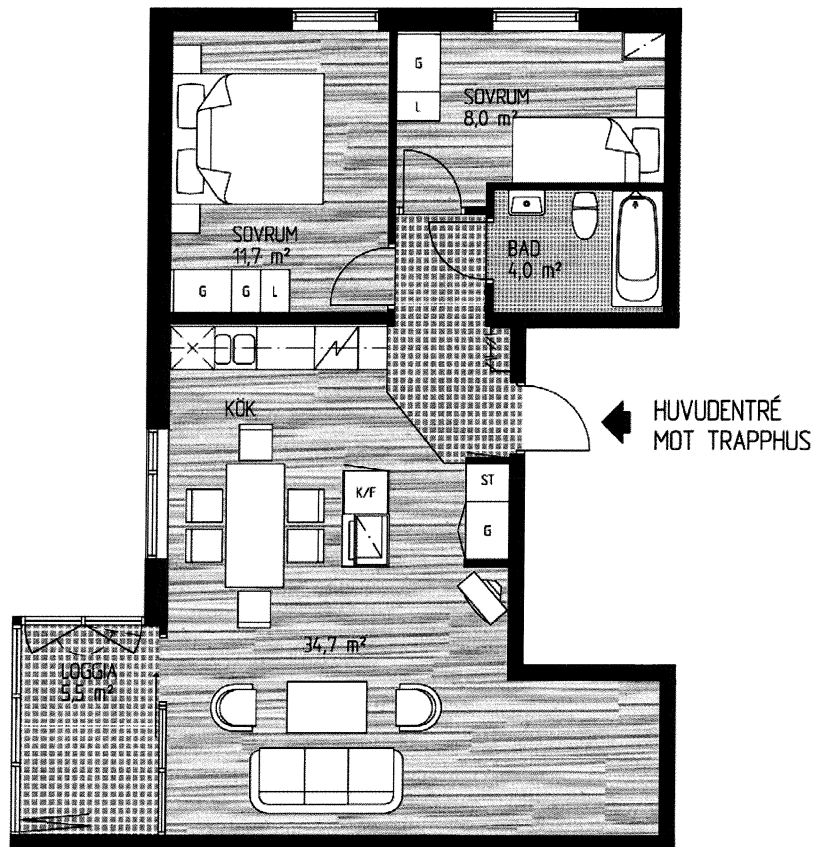 G
L
SOVRUM
8,0 m²
SOVRUM
11,7 m²
G
G
L
BAD
4,0 m²
KÖK
HUVUDENTRÉ
MOT TRAPPHUS
K/F
ST
G
34,7 m²
LOGGIA
5,5 m²